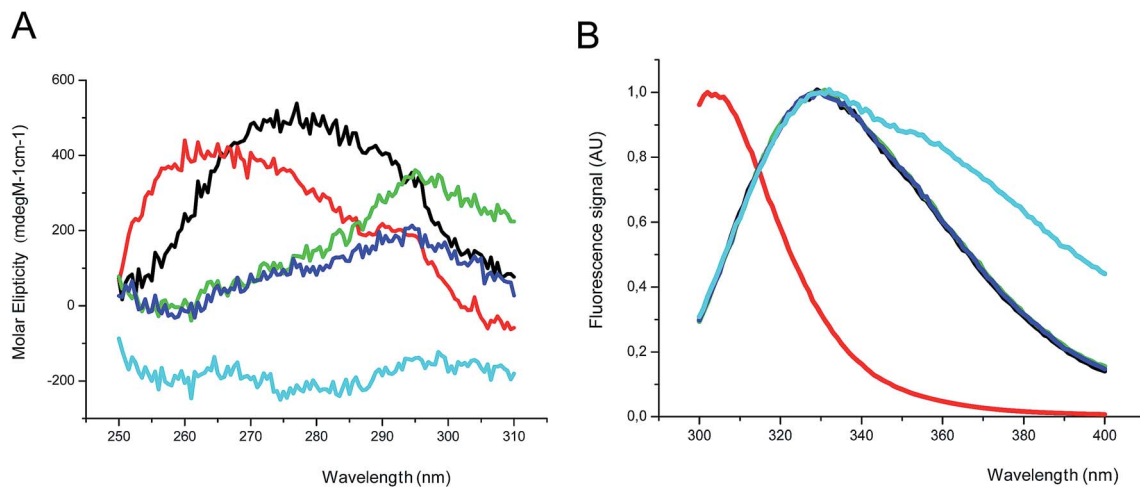 A
600
400
200
0
-200
250 260 270 280 290 300 310
Molar Elipticity (mdegM-1cm-1)
Wavelength (nm)
B
1,0
0,8
0,6
0,4
0,2
0,0
300 320 340 360 380 400
Fluorescence signal (AU)
Wavelength (nm)